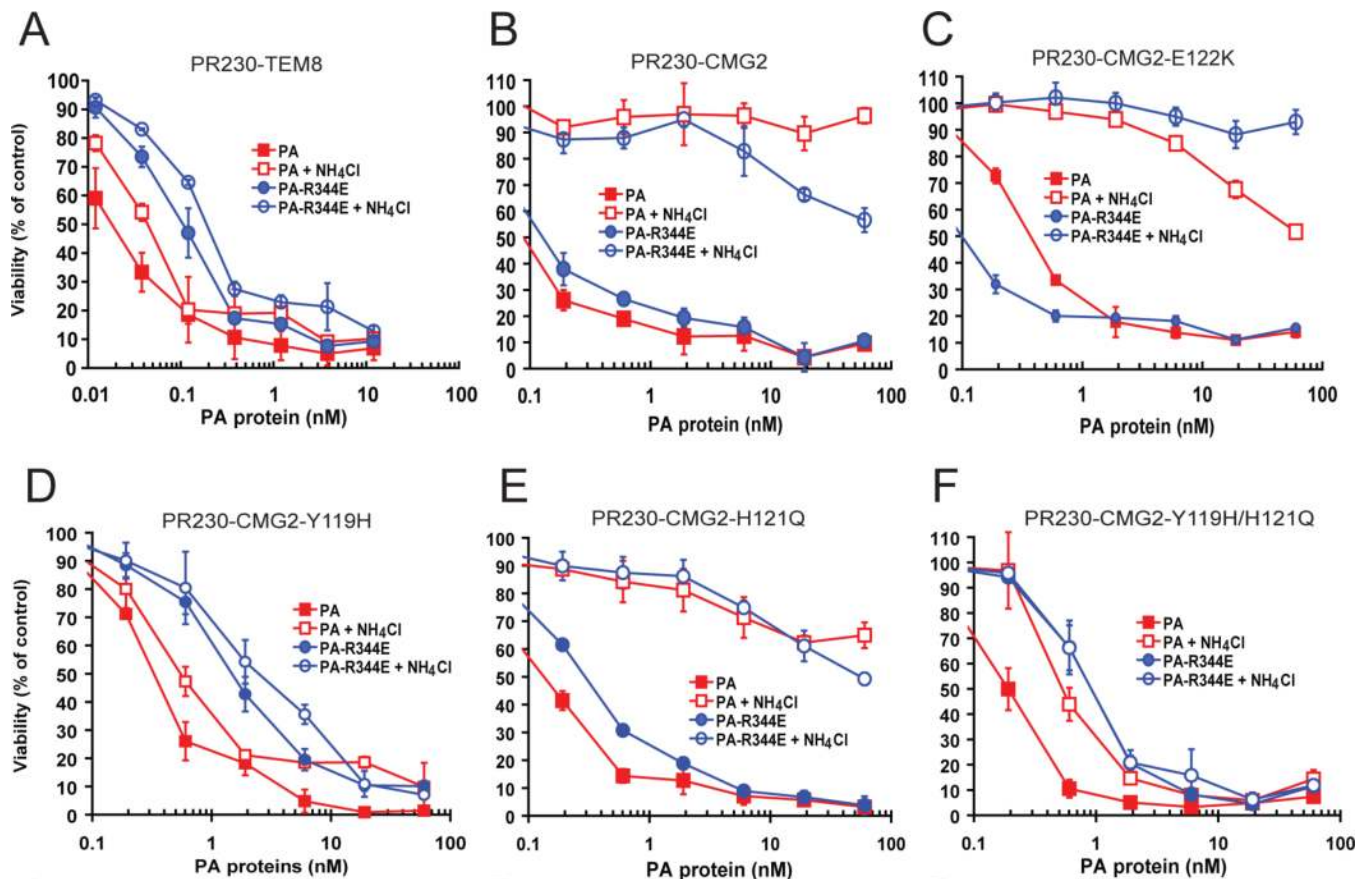 A
PR230-TEM8
Viability (% of control)
100
90
80
70
60
50
40
30
20
10
0
PA
PA + NH4Cl
PA-R344E
PA-R344E + NH4Cl
0.01 0.1 1 10 100
PA protein (nM)
B
PR230-CMG2
110
100
90
80
70
60
50
40
30
20
10
0
PA
PA + NH4Cl
PA-R344E
PA-R344E + NH4Cl
0.1 1 10 100
PA protein (nM)
C
PR230-CMG2-E122K
110
100
90
80
70
60
50
40
30
20
10
0
PA
PA + NH4Cl
PA-R344E
PA-R344E + NH4Cl
0.1 1 10 100
PA protein (nM)
D
PR230-CMG2-Y119H
Viability (% of control)
100
90
80
70
60
50
40
30
20
10
0
PA
PA + NH4Cl
PA-R344E
PA-R344E + NH4Cl
0.1 1 10 100
PA proteins (nM)
E
PR230-CMG2-H121Q
100
90
80
70
60
50
40
30
20
10
0
PA
PA + NH4Cl
PA-R344E
PA-R344E + NH4Cl
0.1 1 10 100
PA protein (nM)
F
PR230-CMG2-Y119H/H121Q
100
90
80
70
60
50
40
30
20
10
0
PA
PA + NH4Cl
PA-R344E
PA-R344E + NH4Cl
0.1 1 10 100
PA protein (nM)